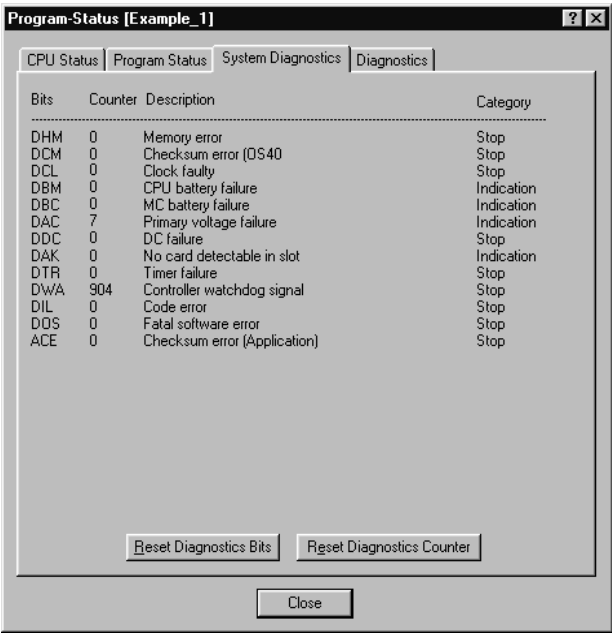 Program-Status [Example_1]
CPU Status Program Status System Diagnostics Diagnostics
Bits Counter Description Category
DHM 0 Memory error Stop
DCM 0 Checksum error (OS40 Stop
DCL 0 Clock faulty Stop
DBM 0 CPU battery failure Indication
DBC 0 MC battery failure Indication
DAC 7 Primary voltage failure Indication
DDC 0 DC failure Stop
DAK 0 No card detectable in slot Indication
DTR 0 Timer failure Stop
DWA 904 Controller watchdog signal Stop
DIL 0 Code error Stop
DOS 0 Fatal software error Stop
ACE 0 Checksum error (Application) Stop
Reset Diagnostics Bits Reset Diagnostics Counter
Close